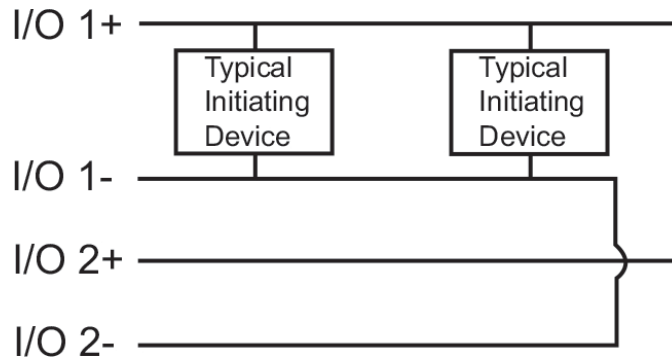 I/O 1+
Typical
Initiating
Device
Typical
Initiating
Device
I/O 1-
I/O 2+
I/O 2-